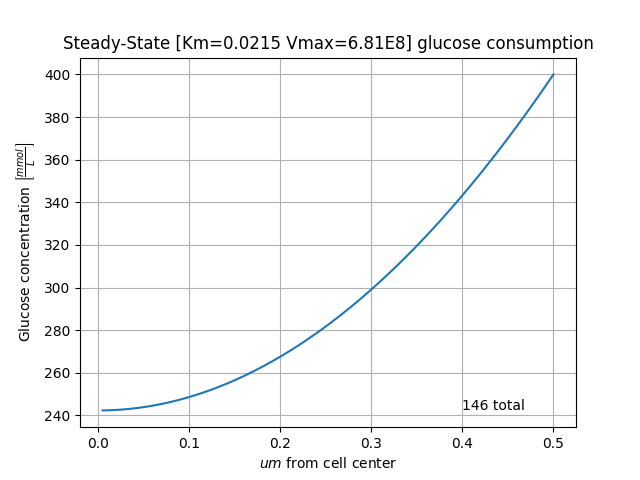 Steady-State [Km=0.0215 Vmax=6.81E8] glucose consumption
Glucose concentration [mmol/L]
400
380
360
340
320
300
280
260
240
146 total
0.0 0.1 0.2 0.3 0.4 0.5
um from cell center